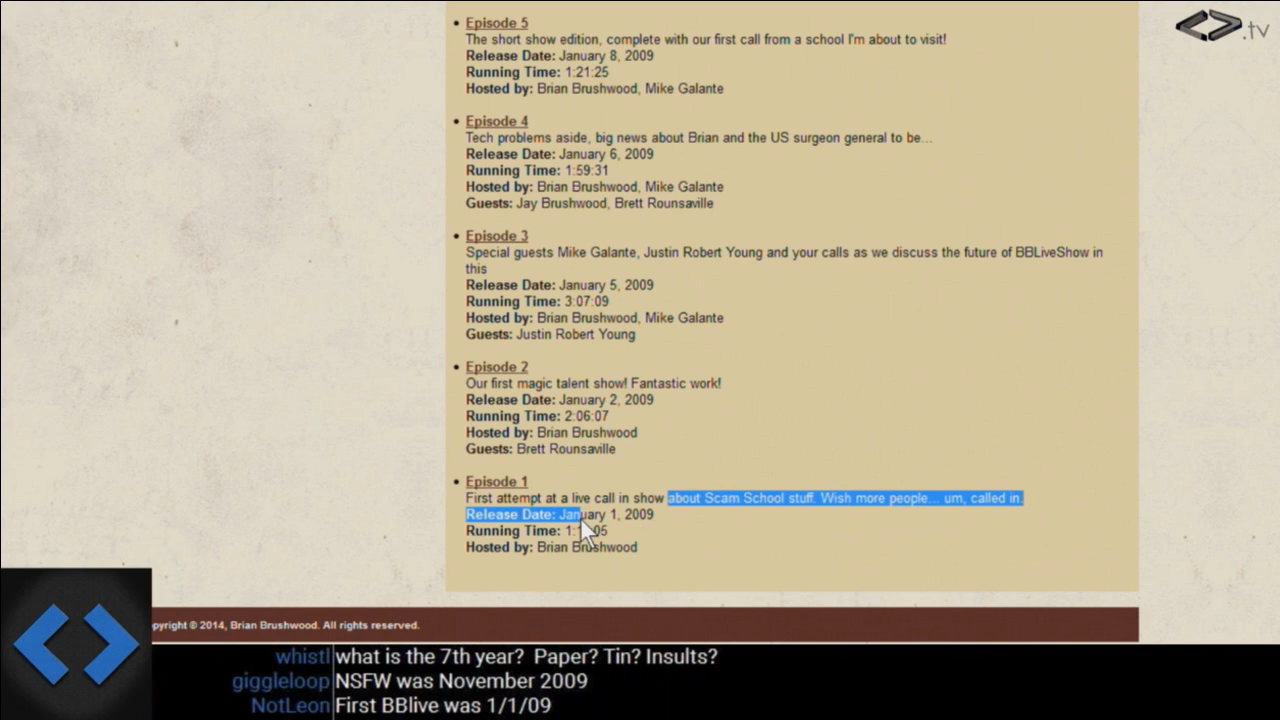 .tv
Episode 5
The short show edition, complete with our first call from a school I'm about to visit!
Release Date: January 8, 2009
Running Time: 1:21:25
Hosted by: Brian Brushwood, Mike Galante
Episode 4
Tech problems aside, big news about Brian and the US surgeon general to be...
Release Date: January 6, 2009
Running Time: 1:59:31
Hosted by: Brian Brushwood, Mike Galante
Guests: Jay Brushwood, Brett Rounsaville
Episode 3
Special guests Mike Galante, Justin Robert Young and your calls as we discuss the future of BBLiveShow in
this
Release Date: January 5, 2009
Running Time: 3:07:09
Hosted by: Brian Brushwood, Mike Galante
Guests: Justin Robert Young
Episode 2
Our first magic talent show! Fantastic work!
Release Date: January 2, 2009
Running Time: 2:06:07
Hosted by: Brian Brushwood
Guests: Brett Rounsaville
Episode 1
First attempt at a live call in show about Scam School stuff. Wish more people... um, called in.
Release Date: January 1, 2009
Running Time:
Hosted by: Brian Brushwood
pyright © 2014, Brian Brushwood. All rights reserved.
whistl what is the 7th year? Paper? Tin? Insults?
giggleloop NSFW was November 2009
NotLeon First BBlive was 1/1/09